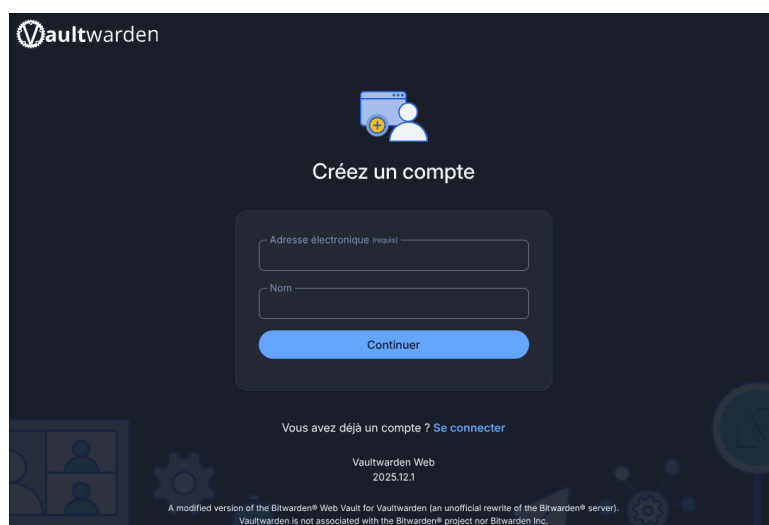 Vaultwarden
Créez un compte
Adresse électronique (requis)
Nom
Continuer
Vous avez déjà un compte ? Se connecter
Vaultwarden Web
2025.12.1
A modified version of the Bitwarden® Web Vault for Vaultwarden (an unofficial rewrite of the Bitwarden® server).
Vaultwarden is not associated with the Bitwarden® project nor Bitwarden Inc.